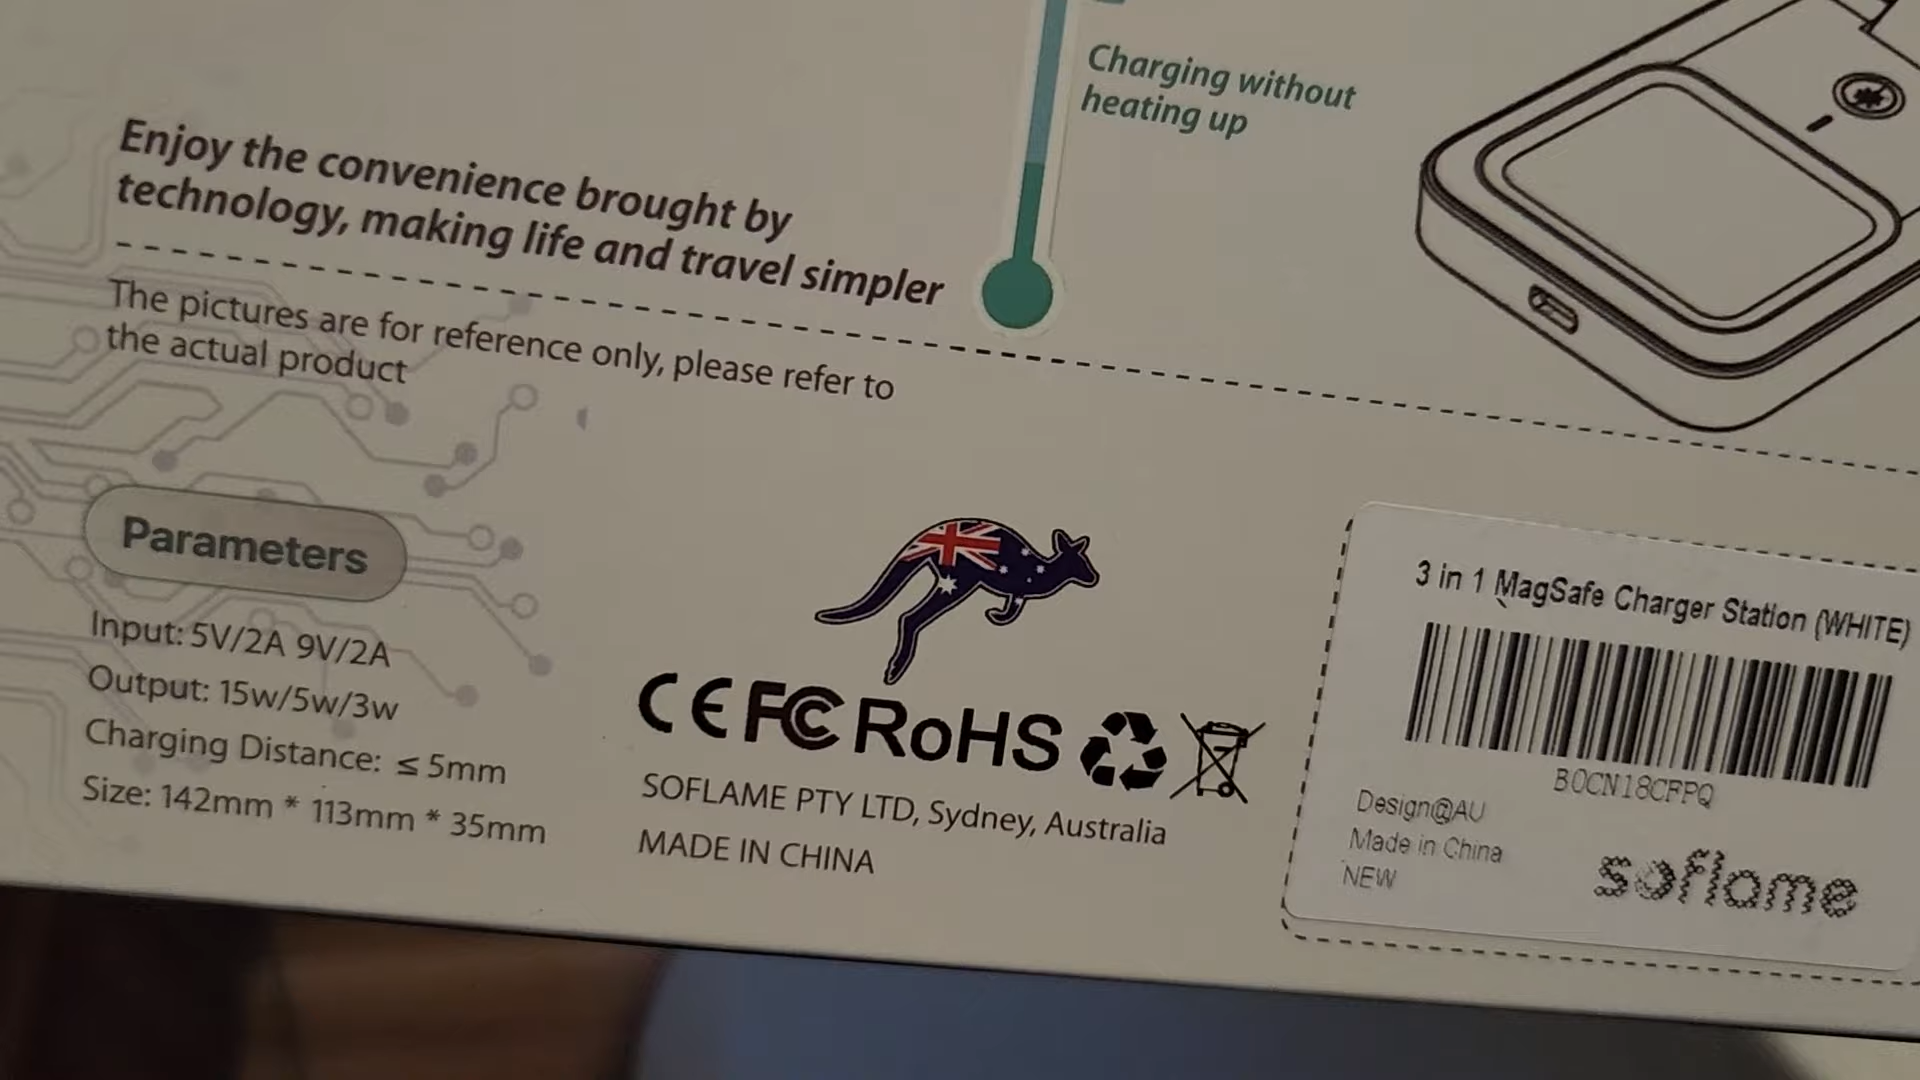 Charging without
heating up
Enjoy the convenience brought by
technology, making life and travel simpler
The pictures are for reference only, please refer to
the actual product
Parameters
Input: 5V/2A 9V/2A
Output: 15w/5w/3w
Charging Distance: ≤ 5mm
Size: 142mm * 113mm * 35mm
CE FC RoHS
SOFLAME PTY LTD, Sydney, Australia
MADE IN CHINA
3 in 1 MagSafe Charger Station (WHITE)
B0CN18CFPQ
Design@AU
Made in China
NEW
soflame